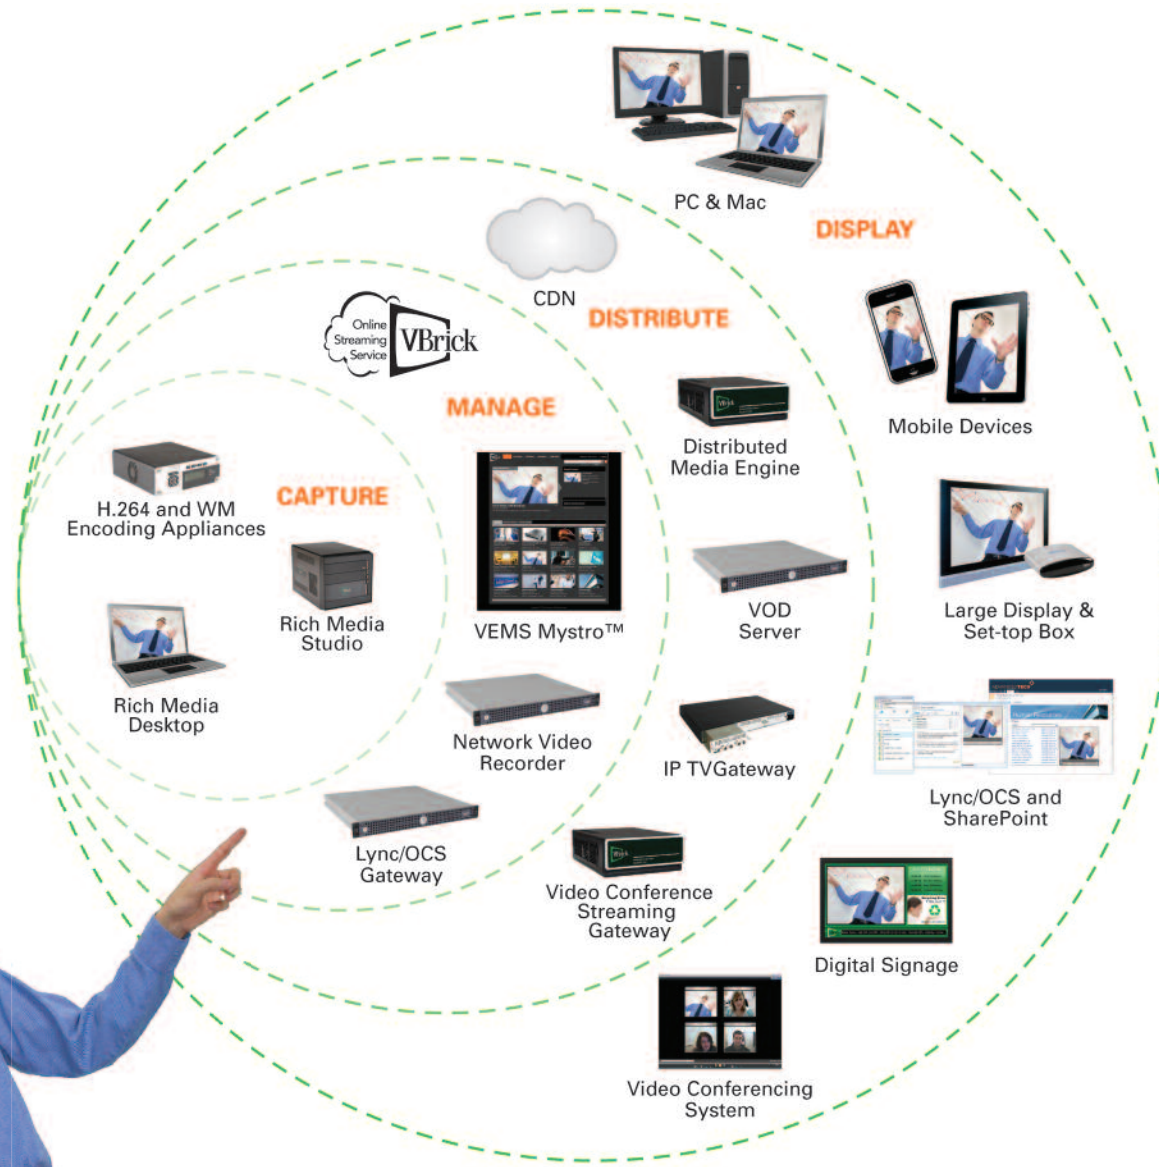 PC & Mac
DISPLAY
CDN
DISTRIBUTE
Online
Streaming
Service
VBrick
MANAGE
Mobile Devices
Distributed
Media Engine
H.264 and WM
Encoding Appliances
CAPTURE
Rich Media
Studio
VEMS Mystro™
VOD
Server
Large Display &
Set-top Box
Rich Media
Desktop
Network Video
Recorder
IP TVGateway
Lync/OCS and
SharePoint
Lync/OCS
Gateway
VBrick
Video Conference
Streaming
Gateway
Digital Signage
Video Conferencing
System